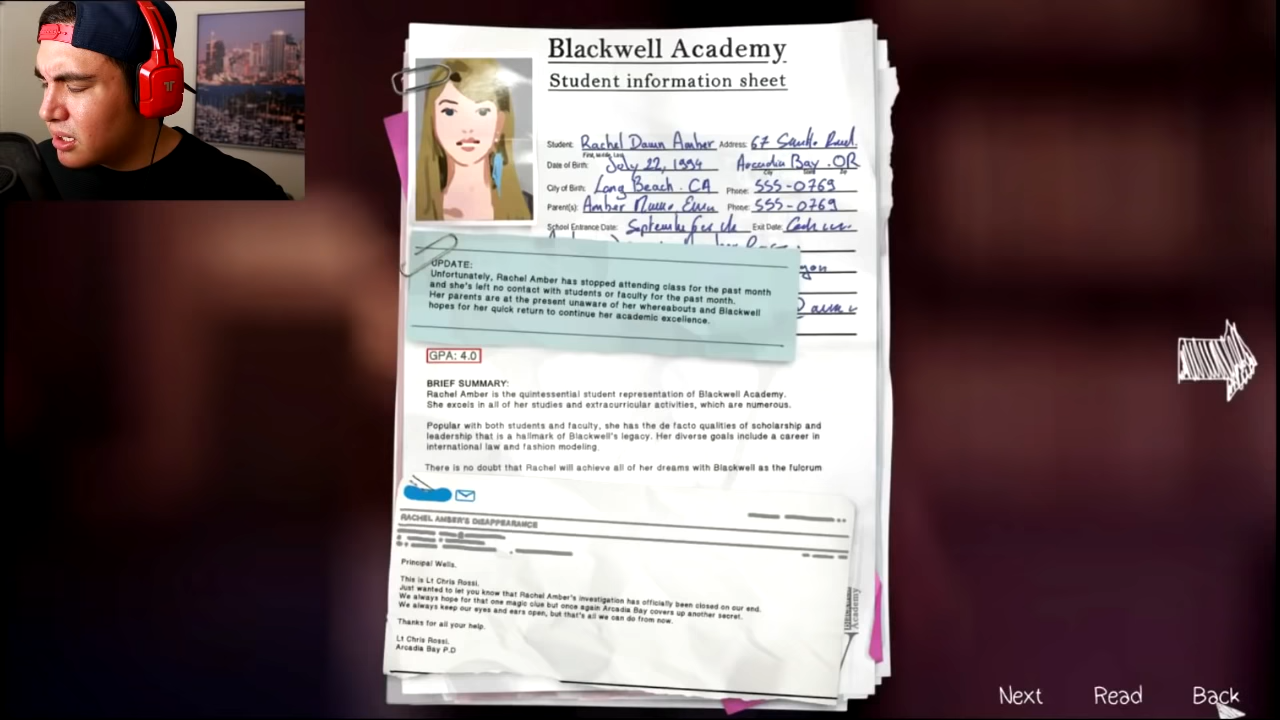 Blackwell Academy
Student information sheet
Student: Rachel Dawn Amber Address: 67
Date of Birth: July 22, 1994 Arcadia Bay . OR
City of Birth: Long Beach . CA Phone: 555-0769
Parent(s): Amber Phone: 555-0769
School Entrance Date: Exit Date:
UPDATE:
Unfortunately, Rachel Amber has stopped attending class for the past month
and she's left no contact with students or faculty for the past month.
Her parents are at the present unaware of her whereabouts and Blackwell
hopes for her quick return to continue her academic excellence.
GPA: 4.0
BRIEF SUMMARY:
Rachel Amber is the quintessential student representation of Blackwell Academy.
She excels in all of her studies and extracurricular activities, which are numerous.
Popular with both students and faculty, she has the de facto qualities of scholarship and
leadership that is a hallmark of Blackwell's legacy. Her diverse goals include a career in
international law and fashion modeling.
There is no doubt that Rachel will achieve all of her dreams with Blackwell as the fulcrum
RACHEL AMBER'S DISAPPEARANCE
Principal Wells,
This is Lt Chris Rossi.
Just wanted to let you know that Rachel Amber's investigation has officially been closed on our end.
We always hope for that one magic clue but once again Arcadia Bay covers up another secret.
We always keep our eyes and ears open, but that's all we can do from now.
Thanks for all your help.
Lt Chris Rossi,
Arcadia Bay P.D
Academy
Next Read Back